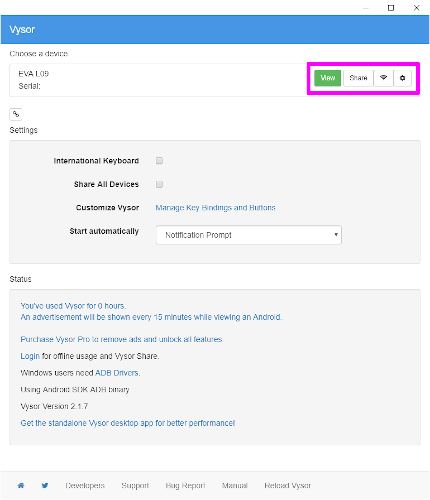 Vysor
Choose a device
EVA L09
Serial:
View Share
Settings
International Keyboard
Share All Devices
Customize Vysor Manage Key Bindings and Buttons
Start automatically Notification Prompt
Status
You've used Vysor for 0 hours.
An advertisement will be shown every 15 minutes while viewing an Android.
Purchase Vysor Pro to remove ads and unlock all features.
Login for offline usage and Vysor Share.
Windows users need ADB Drivers.
Using Android SDK ADB binary
Vysor Version 2.1.7
Get the standalone Vysor desktop app for better performance!
Developers Support Bug Report Manual Reload Vysor